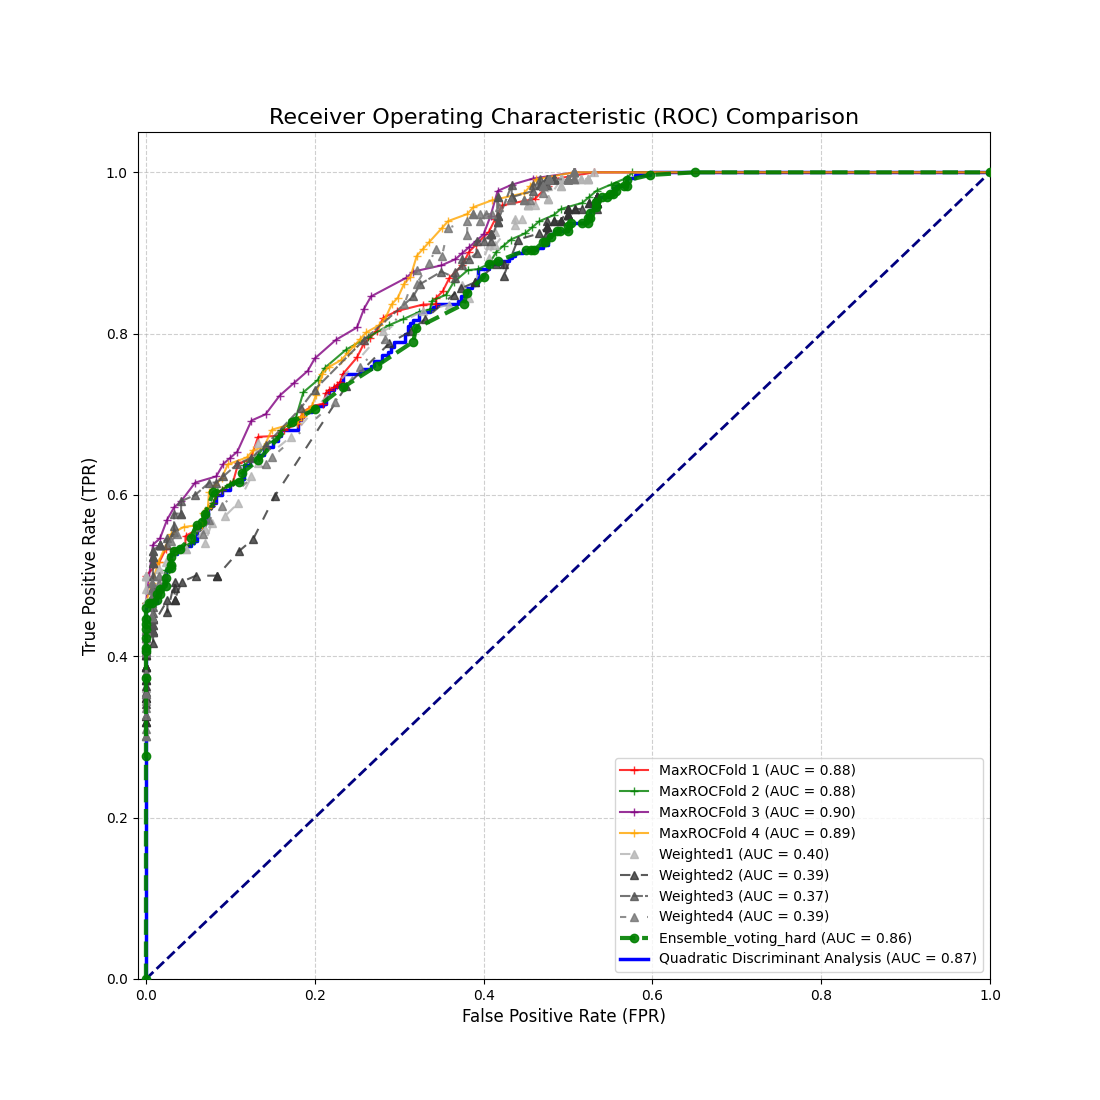 Receiver Operating Characteristic (ROC) Comparison
1.0
0.8
0.6
0.4
0.2
0.0
True Positive Rate (TPR)
MaxROCFold 1 (AUC = 0.88)
MaxROCFold 2 (AUC = 0.88)
MaxROCFold 3 (AUC = 0.90)
MaxROCFold 4 (AUC = 0.89)
Weighted1 (AUC = 0.40)
Weighted2 (AUC = 0.39)
Weighted3 (AUC = 0.37)
Weighted4 (AUC = 0.39)
Ensemble_voting_hard (AUC = 0.86)
Quadratic Discriminant Analysis (AUC = 0.87)
0.0 0.2 0.4 0.6 0.8 1.0
False Positive Rate (FPR)